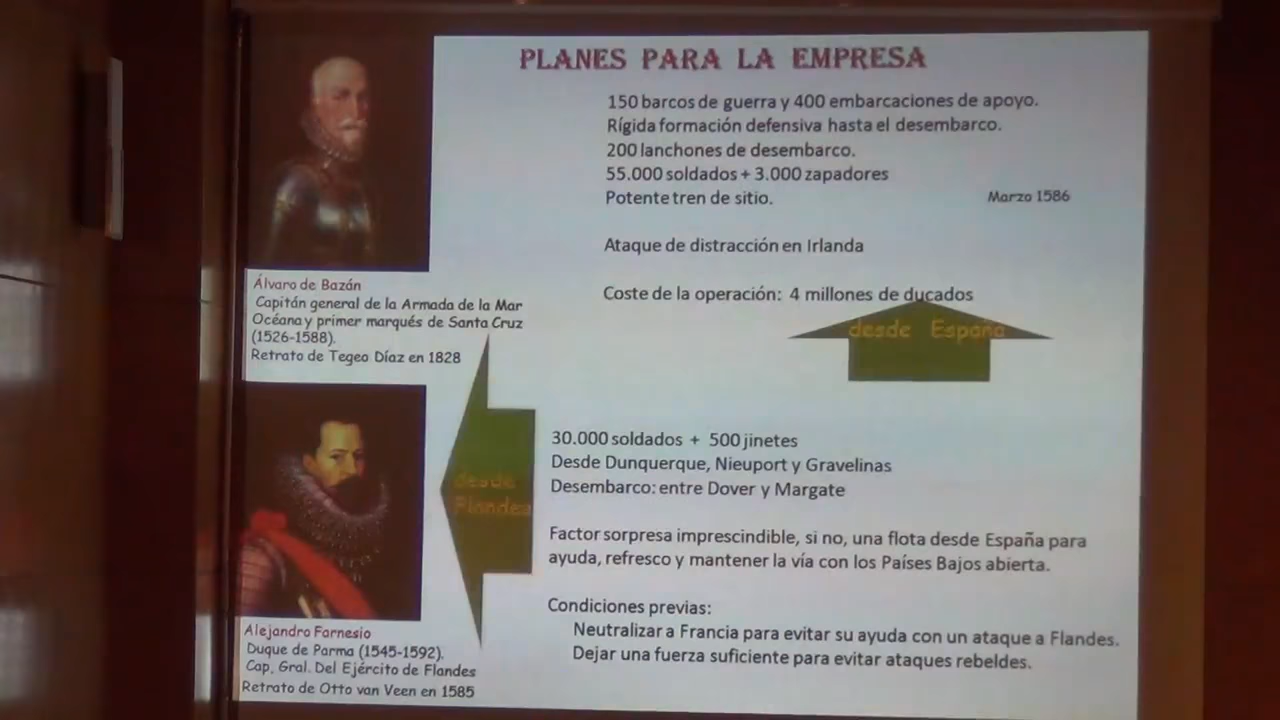 PLANES PARA LA EMPRESA
150 barcos de guerra y 400 embarcaciones de apoyo.
Rígida formación defensiva hasta el desembarco.
200 lanchones de desembarco.
55.000 soldados + 3.000 zapadores
Potente tren de sitio.
Marzo 1586
Ataque de distracción en Irlanda
Coste de la operación: 4 millones de ducados
desde España
Álvaro de Bazán
Capitán general de la Armada de la Mar
Océana y primer marqués de Santa Cruz
(1526-1588).
Retrato de Tegeo Díaz en 1828
desde
Flandes
30.000 soldados + 500 jinetes
Desde Dunquerque, Nieuport y Gravelinas
Desembarco: entre Dover y Margate
Factor sorpresa imprescindible, si no, una flota desde España para
ayuda, refresco y mantener la vía con los Países Bajos abierta.
Condiciones previas:
Neutralizar a Francia para evitar su ayuda con un ataque a Flandes.
Dejar una fuerza suficiente para evitar ataques rebeldes.
Alejandro Farnesio
Duque de Parma (1545-1592).
Cap. Gral. Del Ejército de Flandes
Retrato de Otto van Veen en 1585